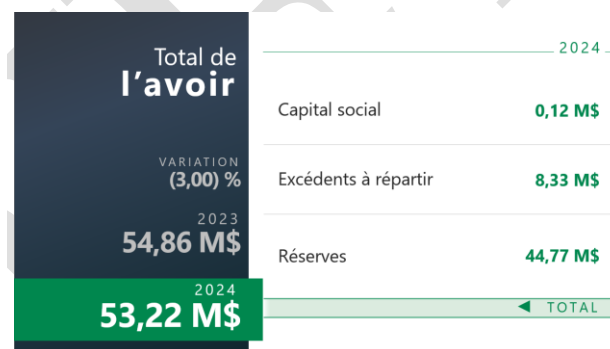 Total de
l'avoir
VARIATION
(3,00) %
2023
54,86 M$
2024
53,22 M$
2024
Capital social 0,12 M$
Excédents à répartir 8,33 M$
Réserves 44,77 M$
◄ TOTAL